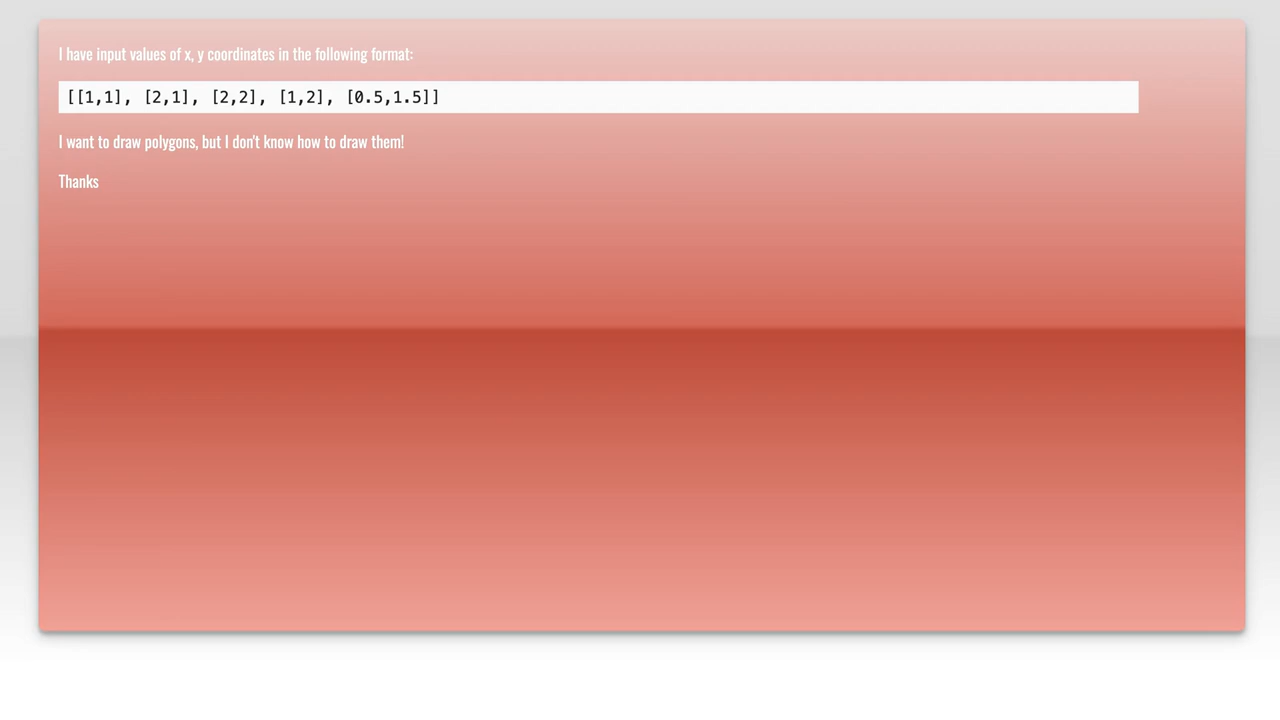 I have input values of x, y coordinates in the following format:
[[1,1], [2,1], [2,2], [1,2], [0.5,1.5]]
I want to draw polygons, but I don't know how to draw them!
Thanks